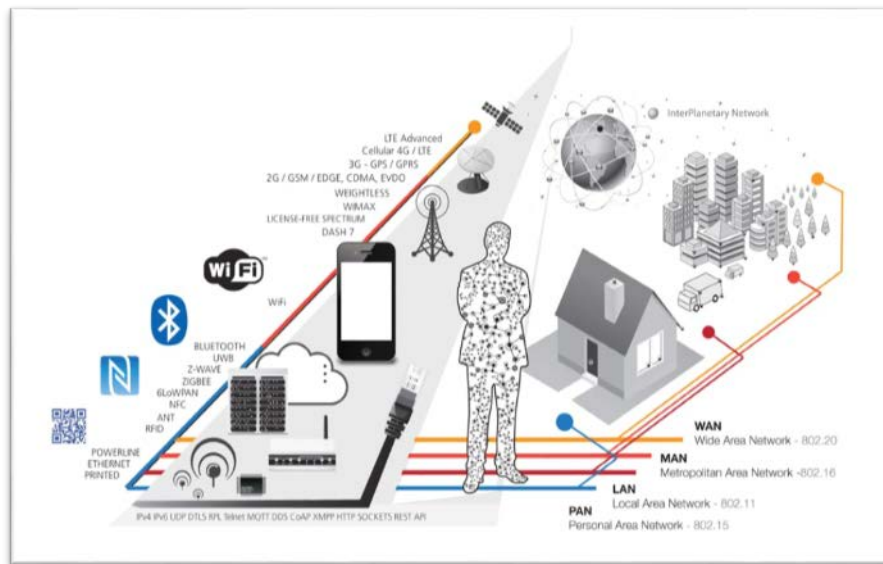 InterPlanetary Network
LTE Advanced
Cellular 4G / LTE
3G - GPS / GPRS
2G / GSM / EDGE, CDMA, EVDO
WEIGHTLESS
WIMAX
LICENSE-FREE SPECTRUM
DASH 7
WiFi
WiFi
BLUETOOTH
UWB
Z-WAVE
ZIGBEE
6LoWPAN
NFC
ANT
RFID
POWERLINE
ETHERNET
PRINTED
WAN
Wide Area Network - 802.20
MAN
Metropolitan Area Network -802.16
LAN
Local Area Network - 802.11
PAN
Personal Area Network - 802.15
IPv4 IPv6 UDP DTLS RPL Telnet MQTT DDS CoAP XMPP HTTP SOCKETS REST API